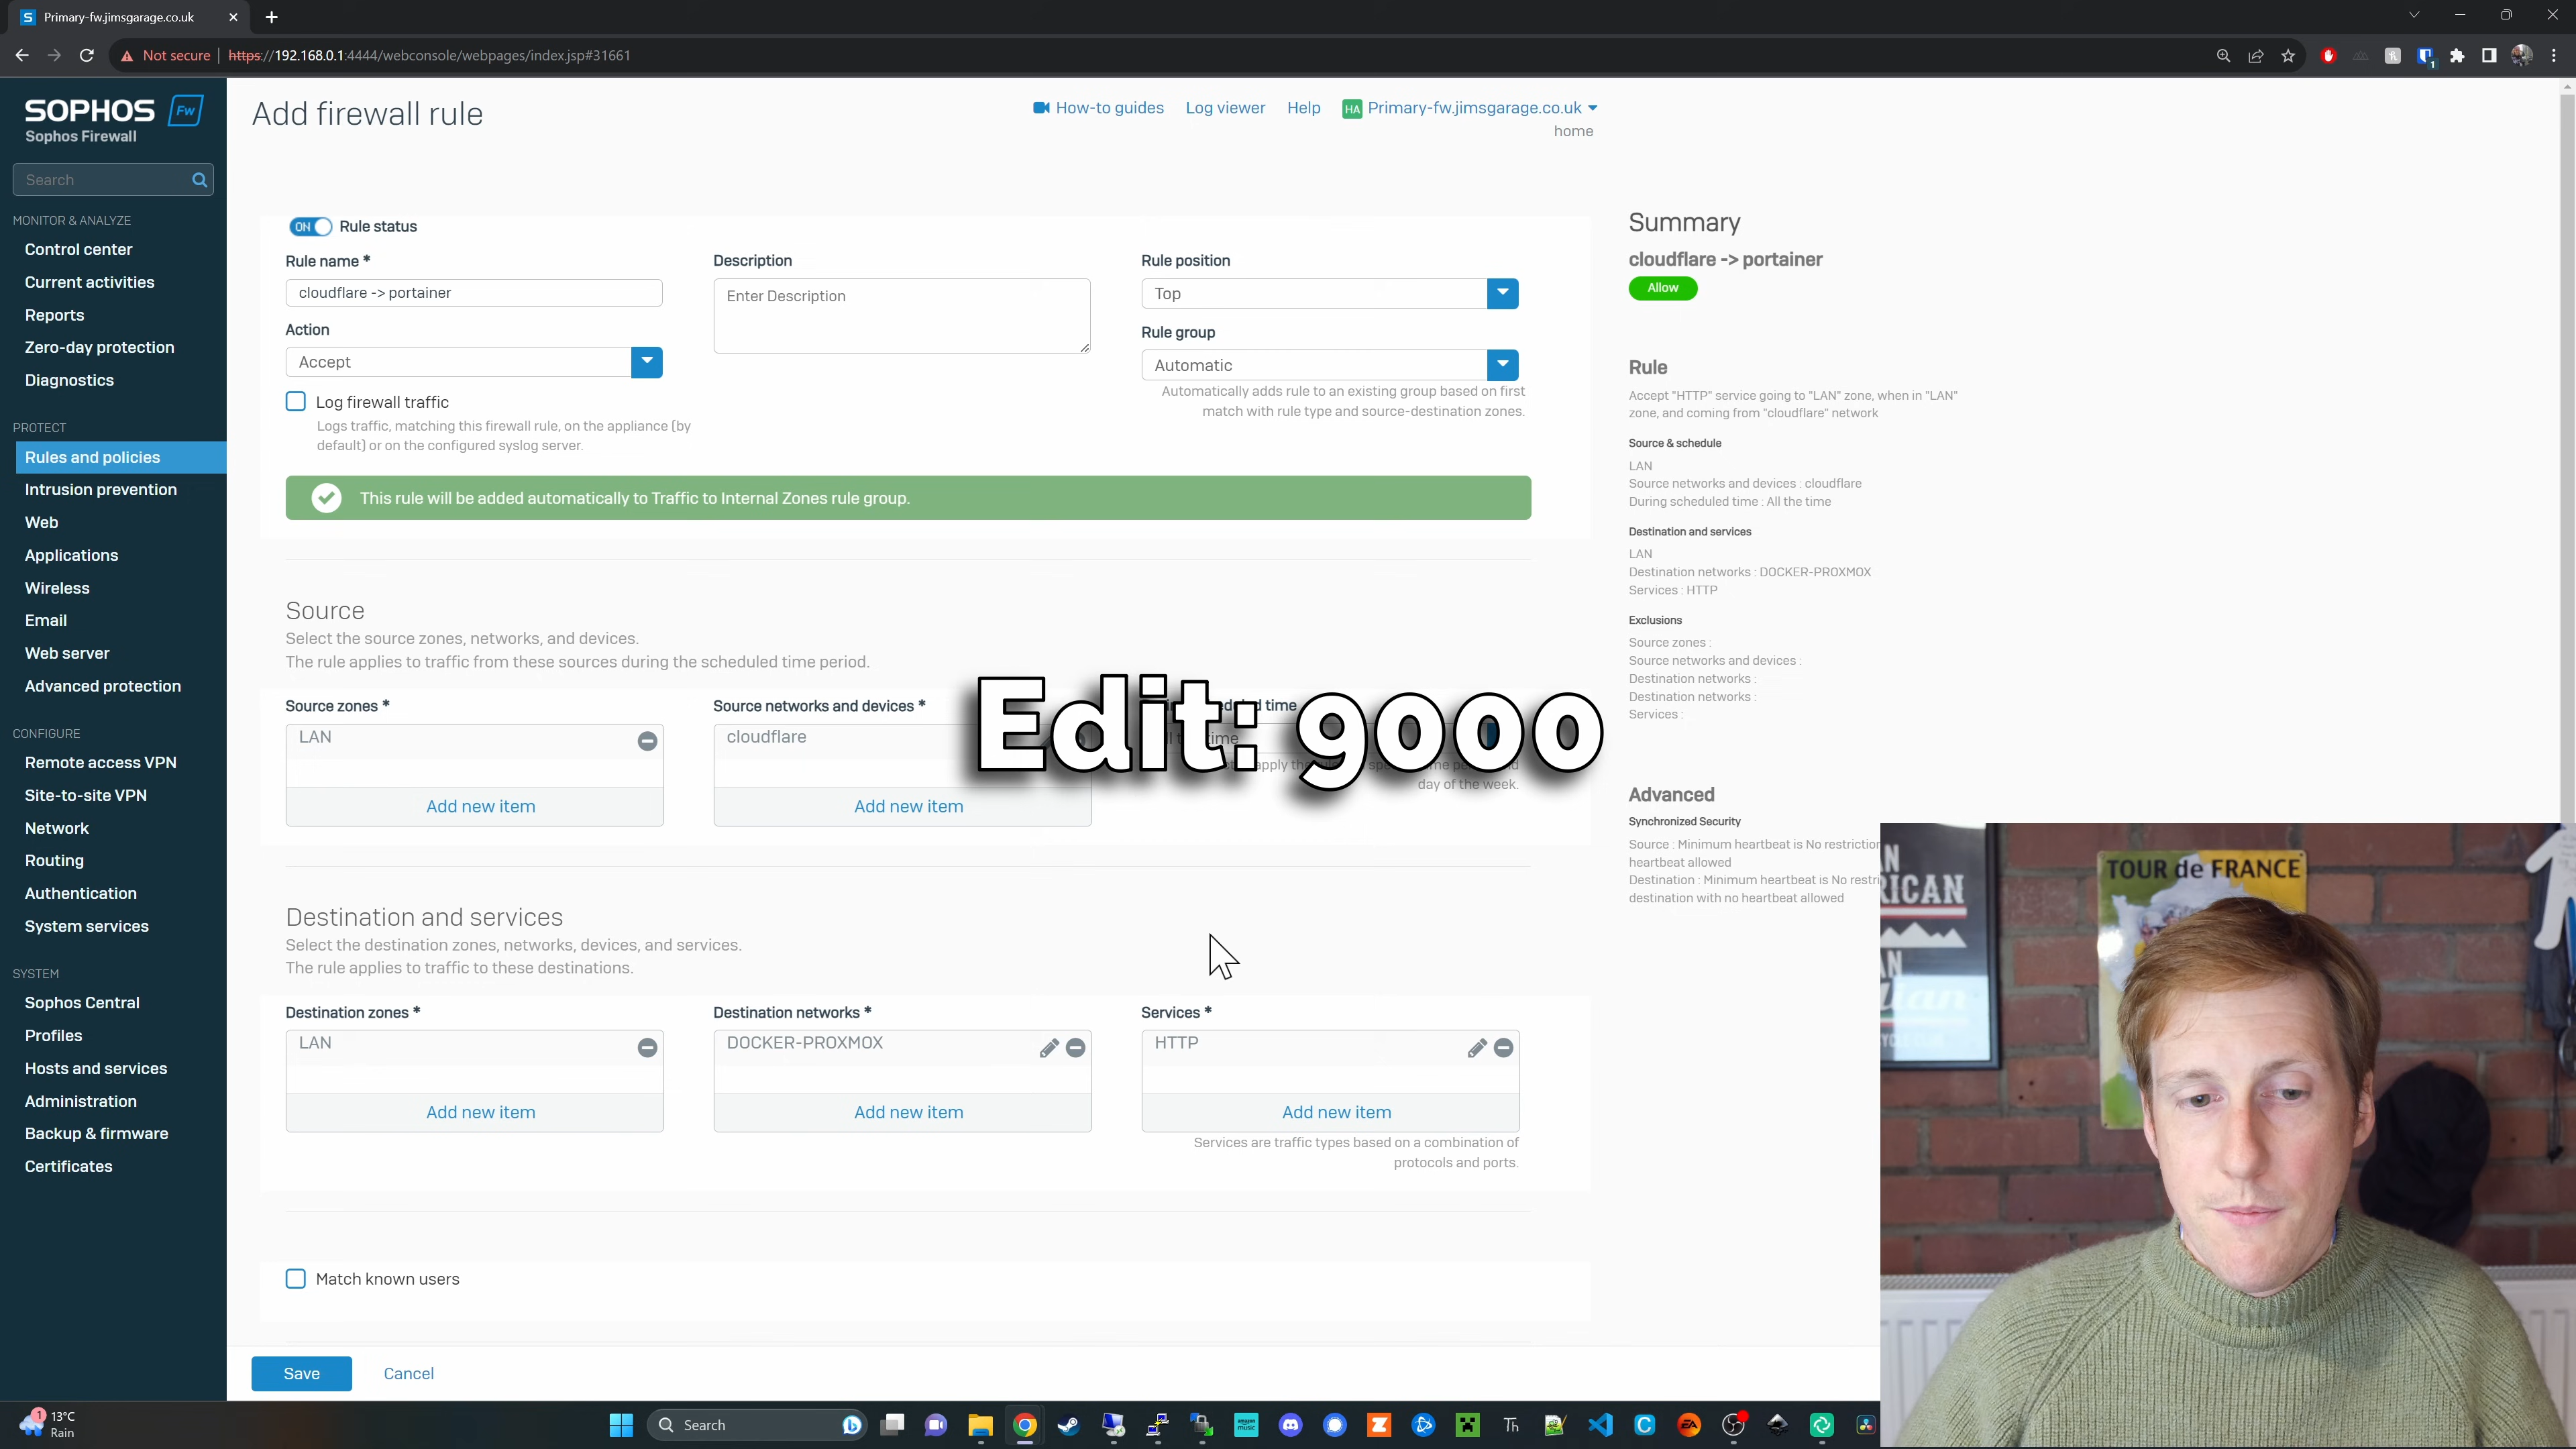 Primary-fw.jimsgarage.co.uk
Not secure
https://192.168.0.1:4444/webconsole/webpages/index.jsp#31661
SOPHOS Fw
Sophos Firewall
Search
MONITOR & ANALYZE
Control center
Current activities
Reports
Zero-day protection
Diagnostics
PROTECT
Rules and policies
Intrusion prevention
Web
Applications
Wireless
Email
Web server
Advanced protection
CONFIGURE
Remote access VPN
Site-to-site VPN
Network
Routing
Authentication
System services
SYSTEM
Sophos Central
Profiles
Hosts and services
Administration
Backup & firmware
Certificates
Add firewall rule
How-to guides
Log viewer
Help
HA Primary-fw.jimsgarage.co.uk
home
ON Rule status
Rule name *
cloudflare -> portainer
Action
Accept
Log firewall traffic
Logs traffic, matching this firewall rule, on the appliance (by
default) or on the configured syslog server.
Description
Enter Description
Rule position
Top
Rule group
Automatic
Automatically adds rule to an existing group based on first
match with rule type and source-destination zones.
This rule will be added automatically to Traffic to Internal Zones rule group.
Source
Select the source zones, networks, and devices.
The rule applies to traffic from these sources during the scheduled time period.
Source zones *
LAN
Add new item
Source networks and devices *
cloudflare
Add new item
time
time
apply the
day of the week.
Edit: 9000
Destination and services
Select the destination zones, networks, devices, and services.
The rule applies to traffic to these destinations.
Destination zones *
LAN
Add new item
Destination networks *
DOCKER-PROXMOX
Add new item
Services *
HTTP
Add new item
Services are traffic types based on a combination of
protocols and ports.
Match known users
Save
Cancel
Summary
cloudflare -> portainer
Allow
Rule
Accept "HTTP" service going to "LAN" zone, when in "LAN"
zone, and coming from "cloudflare" network
Source & schedule
LAN
Source networks and devices : cloudflare
During scheduled time : All the time
Destination and services
LAN
Destination networks : DOCKER-PROXMOX
Services : HTTP
Exclusions
Source zones :
Source networks and devices :
Destination networks :
Destination networks :
Services :
Advanced
Synchronized Security
Source : Minimum heartbeat is No restriction
heartbeat allowed
Destination : Minimum heartbeat is No restri
destination with no heartbeat allowed
TOUR de FRANCE
1
13°C
Rain
Search